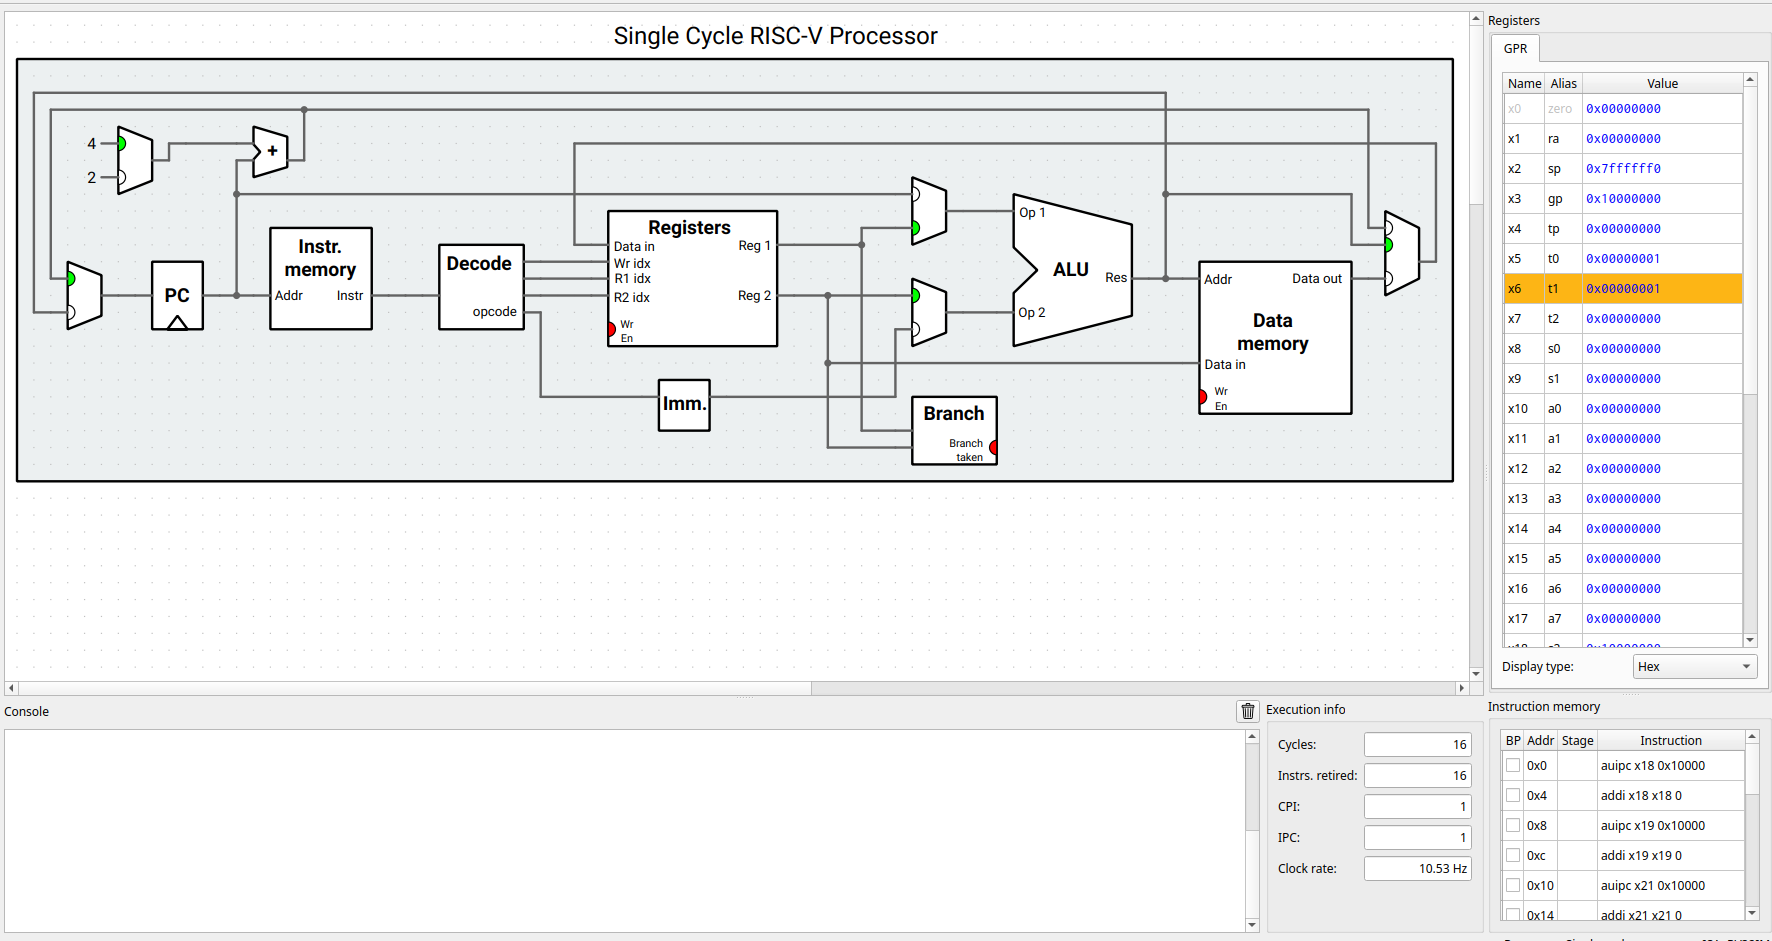 Single Cycle RISC-V Processor
4
2
+
PC
Instr.
memory
Addr
Instr
Decode
opcode
Registers
Data in
Wr idx
R1 idx
R2 idx
Wr
En
Reg 1
Reg 2
Imm.
Op 1
Op 2
ALU
Res
Branch
Branch
taken
Addr
Data out
Data
memory
Data in
Wr
En
Registers
GPR
Name Alias Value
x0 zero 0x00000000
x1 ra 0x00000000
x2 sp 0x7ffffff0
x3 gp 0x10000000
x4 tp 0x00000000
x5 t0 0x00000001
x6 t1 0x00000001
x7 t2 0x00000000
x8 s0 0x00000000
x9 s1 0x00000000
x10 a0 0x00000000
x11 a1 0x00000000
x12 a2 0x00000000
x13 a3 0x00000000
x14 a4 0x00000000
x15 a5 0x00000000
x16 a6 0x00000000
x17 a7 0x00000000
Display type: Hex
Console
Execution info
Cycles: 16
Instrs. retired: 16
CPI: 1
IPC: 1
Clock rate: 10.53 Hz
Instruction memory
BP Addr Stage Instruction
0x0 auipc x18 0x10000
0x4 addi x18 x18 0
0x8 auipc x19 0x10000
0xc addi x19 x19 0
0x10 auipc x21 0x10000
0x14 addi x21 x21 0